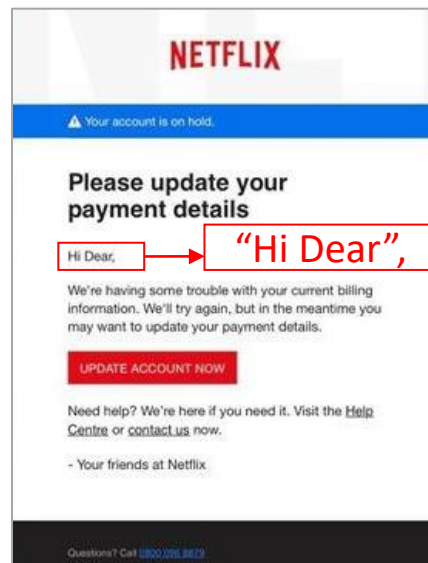 NETFLIX
Your account is on hold.
Please update your
payment details
Hi Dear,
“Hi Dear”,
We're having some trouble with your current billing
information. We'll try again, but in the meantime you
may want to update your payment details.
UPDATE ACCOUNT NOW
Need help? We're here if you need it. Visit the Help
Centre or contact us now.
- Your friends at Netflix
Questions? Call